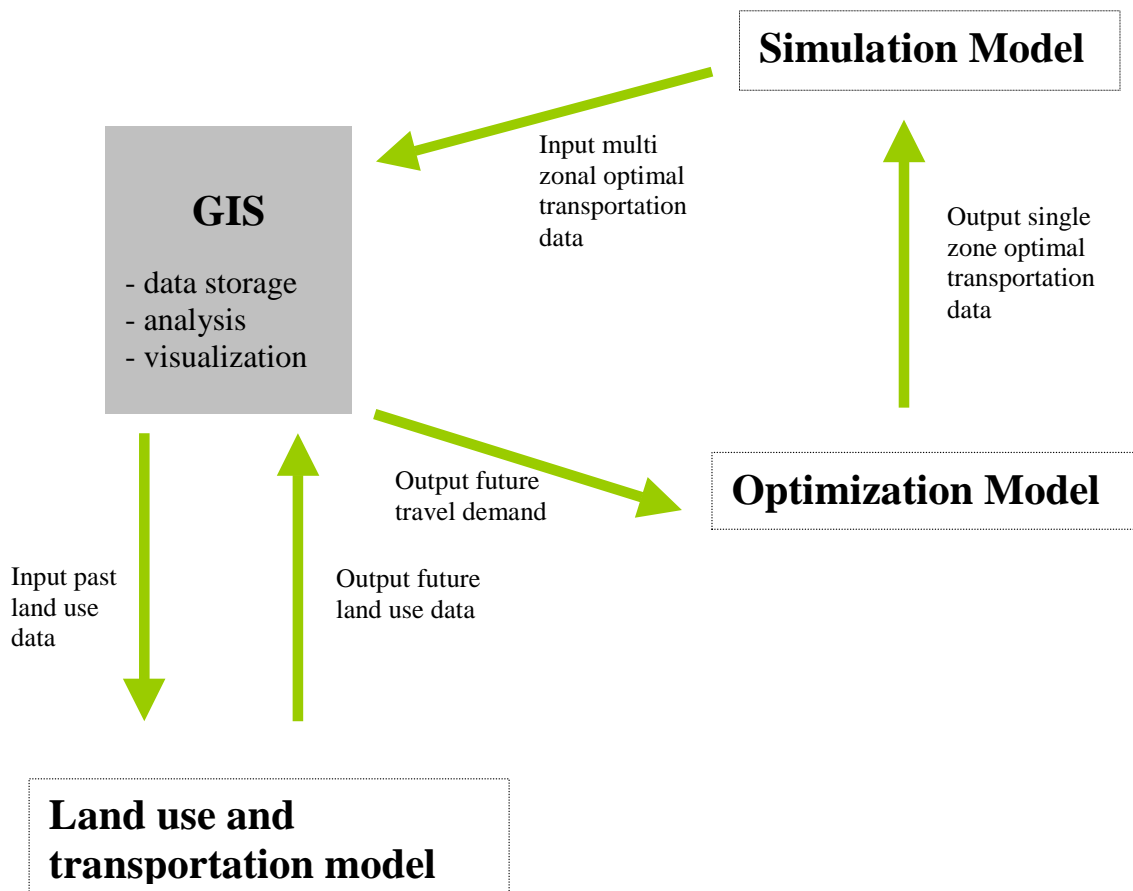 Simulation Model
Input multi
zonal optimal
transportation
data
GIS
- data storage
- analysis
- visualization
Output single
zone optimal
transportation
data
Output future
travel demand
Optimization Model
Input past
land use
data
Output future
land use data
Land use and
transportation model